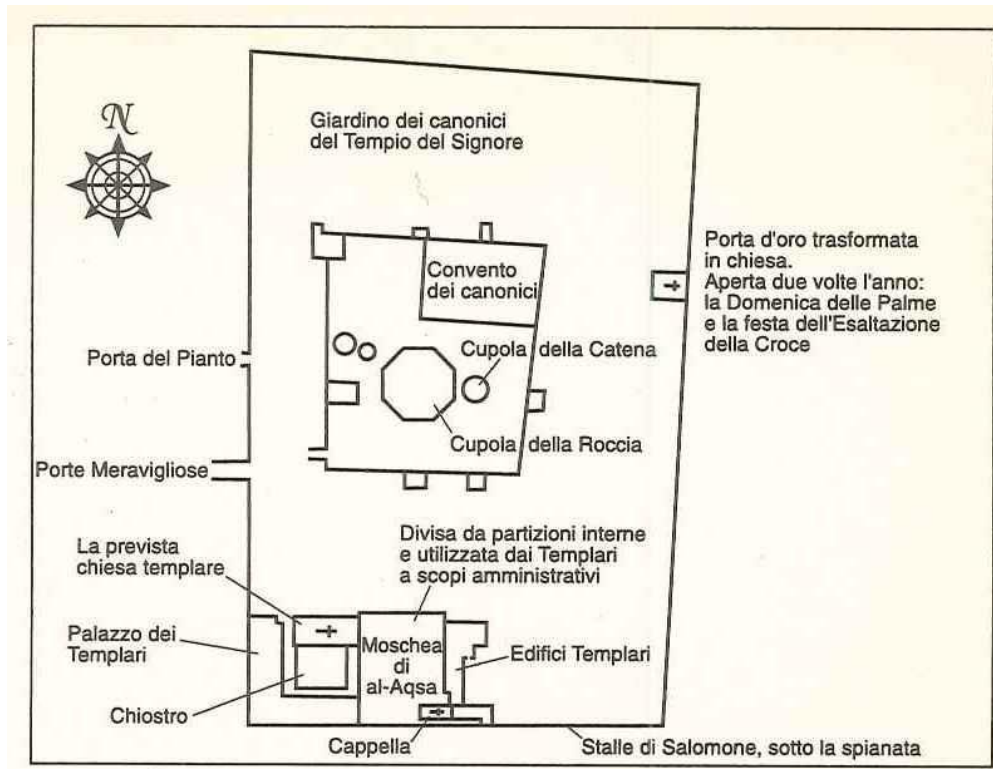 N
Giardino dei canonici
del Tempio del Signore
Porta d'oro trasformata
in chiesa.
Aperta due volte l'anno:
la Domenica delle Palme
e la festa dell'Esaltazione
della Croce
Convento
dei canonici
Porta del Pianto
Cupola della Catena
Cupola della Roccia
Porte Meravigliose
Divisa da partizioni interne
e utilizzata dai Templari
a scopi amministrativi
La prevista
chiesa templare
Palazzo dei
Templari
Moschea
di
al-Aqsa
Edifici Templari
Chiostro
Cappella
Stalle di Salomone, sotto la spianata